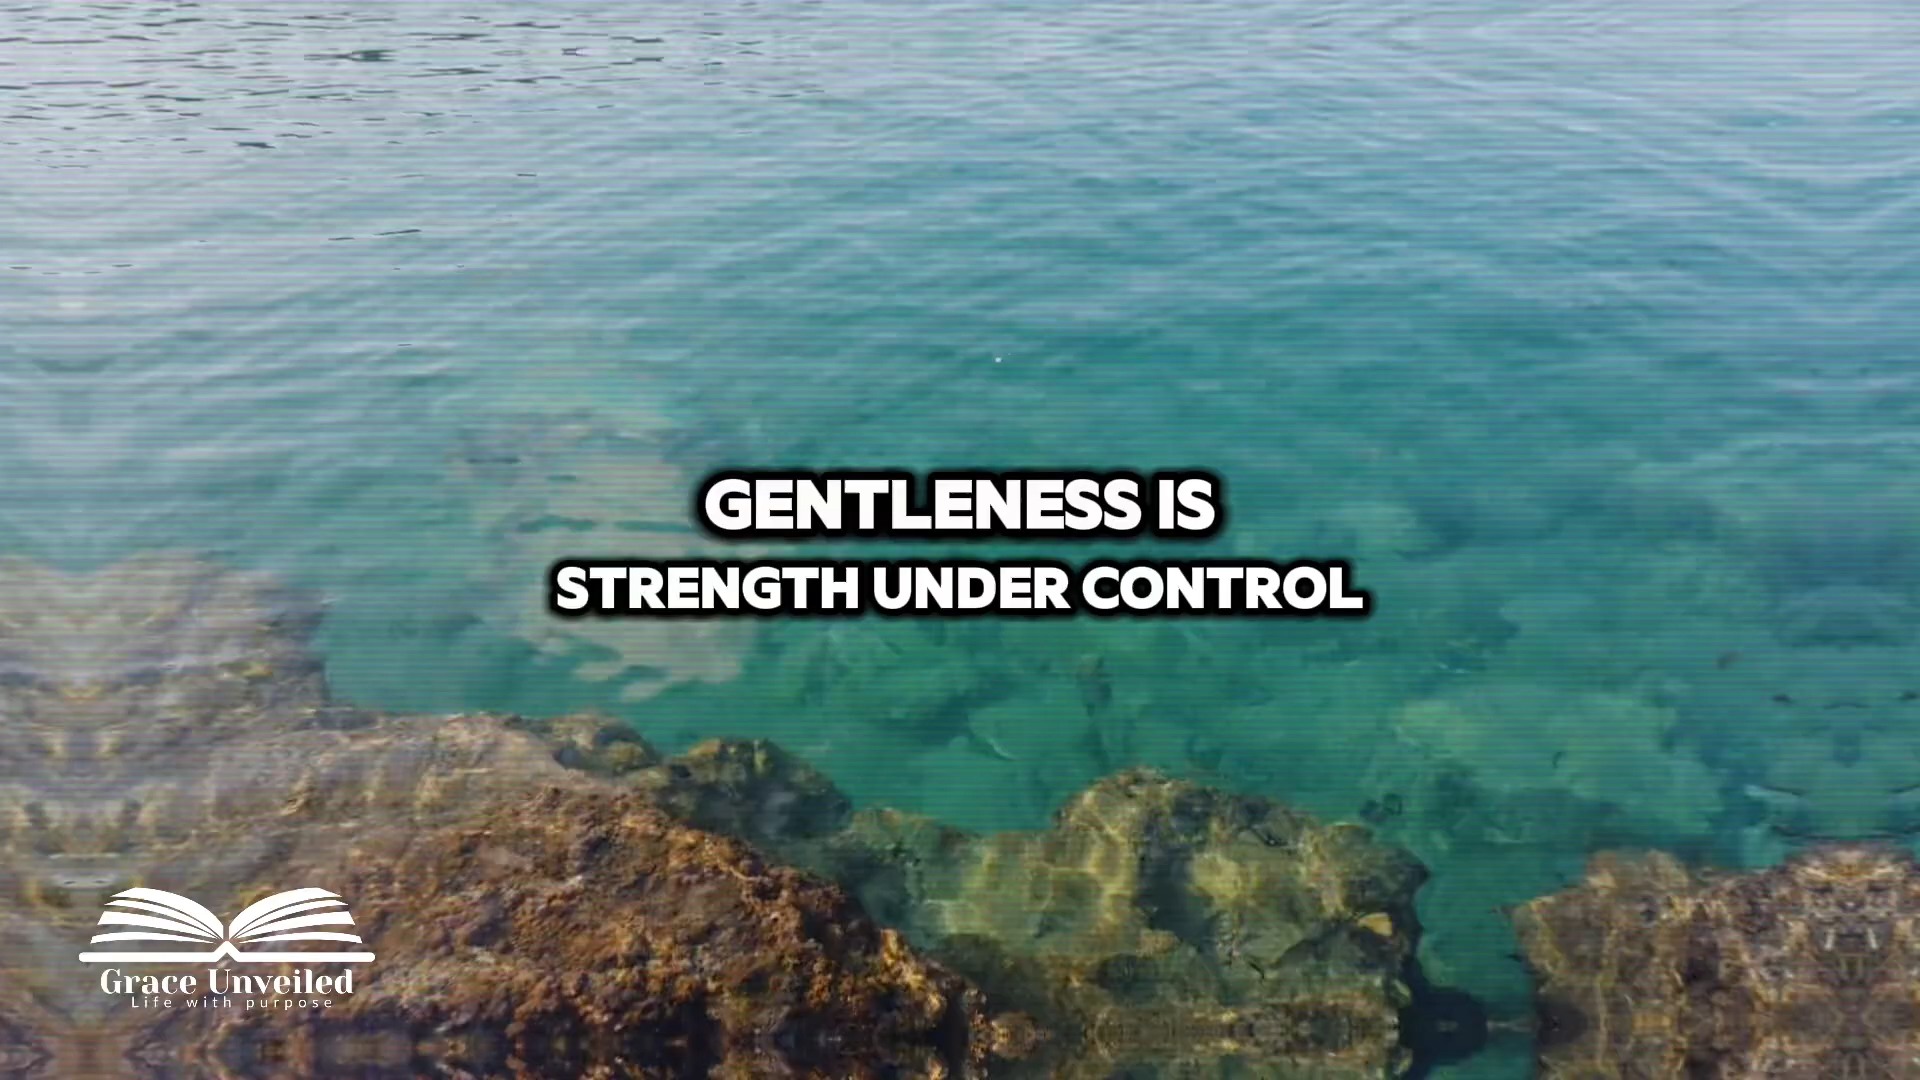 GENTLENESS IS
STRENGTH UNDER CONTROL
Grace Unveiled
Life with purpose